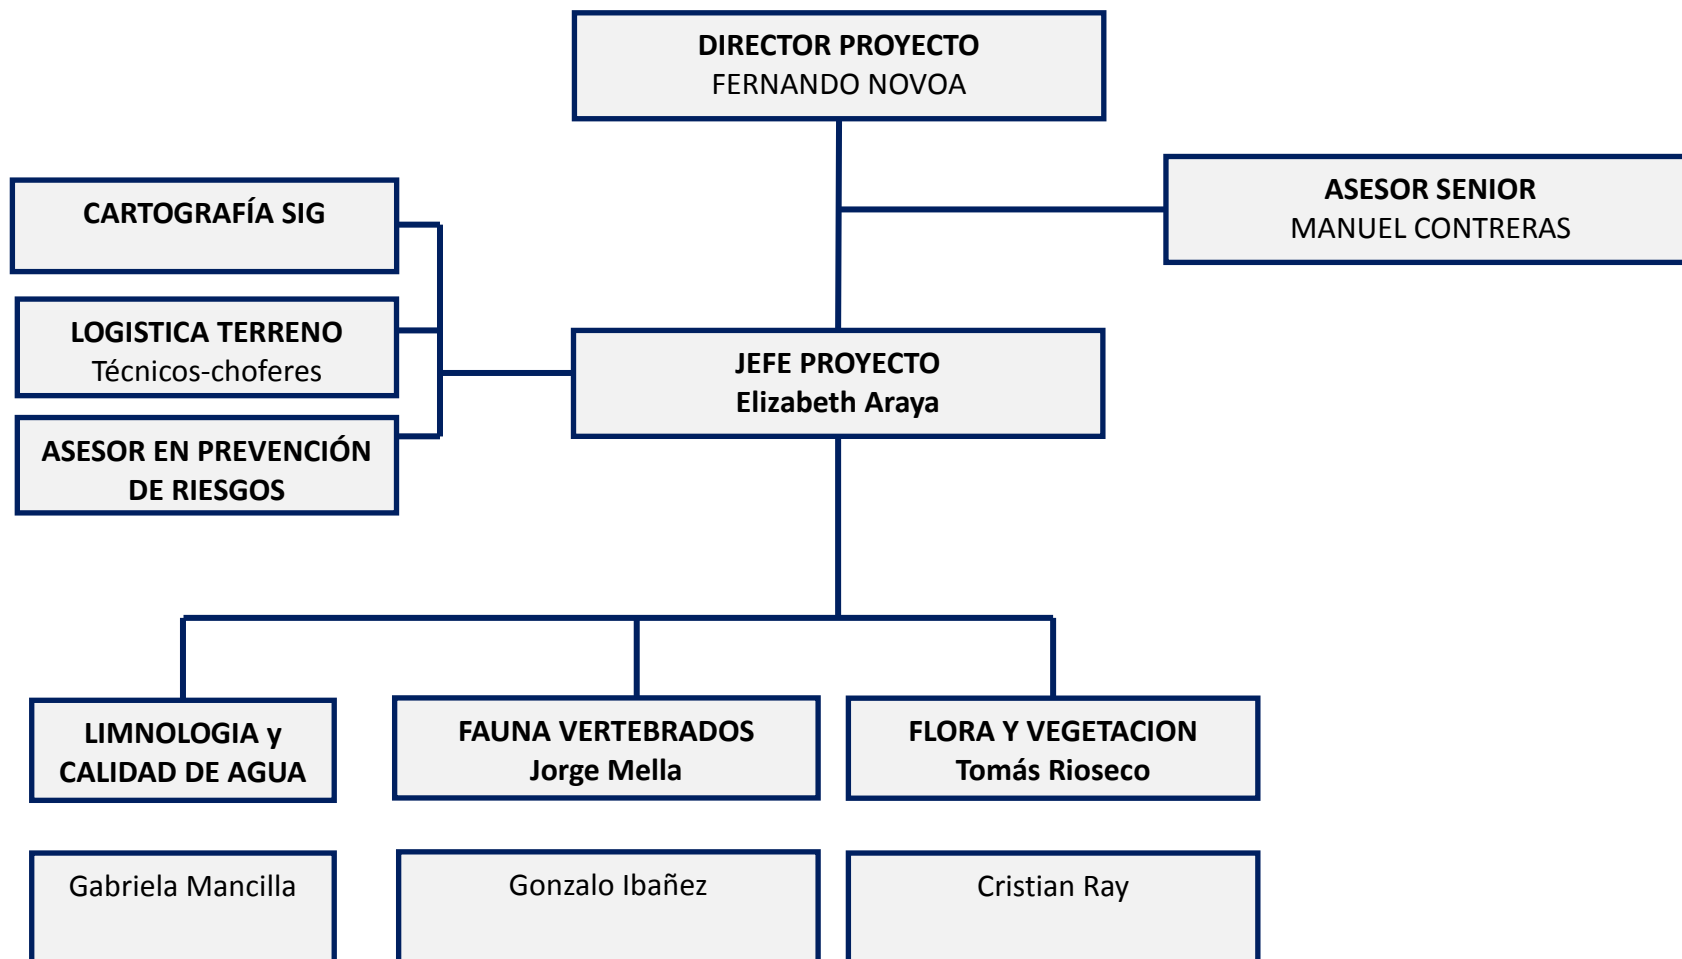 DIRECTOR PROYECTO
FERNANDO NOVOA
ASESOR SENIOR
MANUEL CONTRERAS
CARTOGRAFÍA SIG
LOGISTICA TERRENO
Técnicos-choferes
ASESOR EN PREVENCIÓN
DE RIESGOS
JEFE PROYECTO
Elizabeth Araya
LIMNOLOGIA y
CALIDAD DE AGUA
FAUNA VERTEBRADOS
Jorge Mella
FLORA Y VEGETACION
Tomás Rioseco
Gabriela Mancilla
Gonzalo Ibañez
Cristian Ray